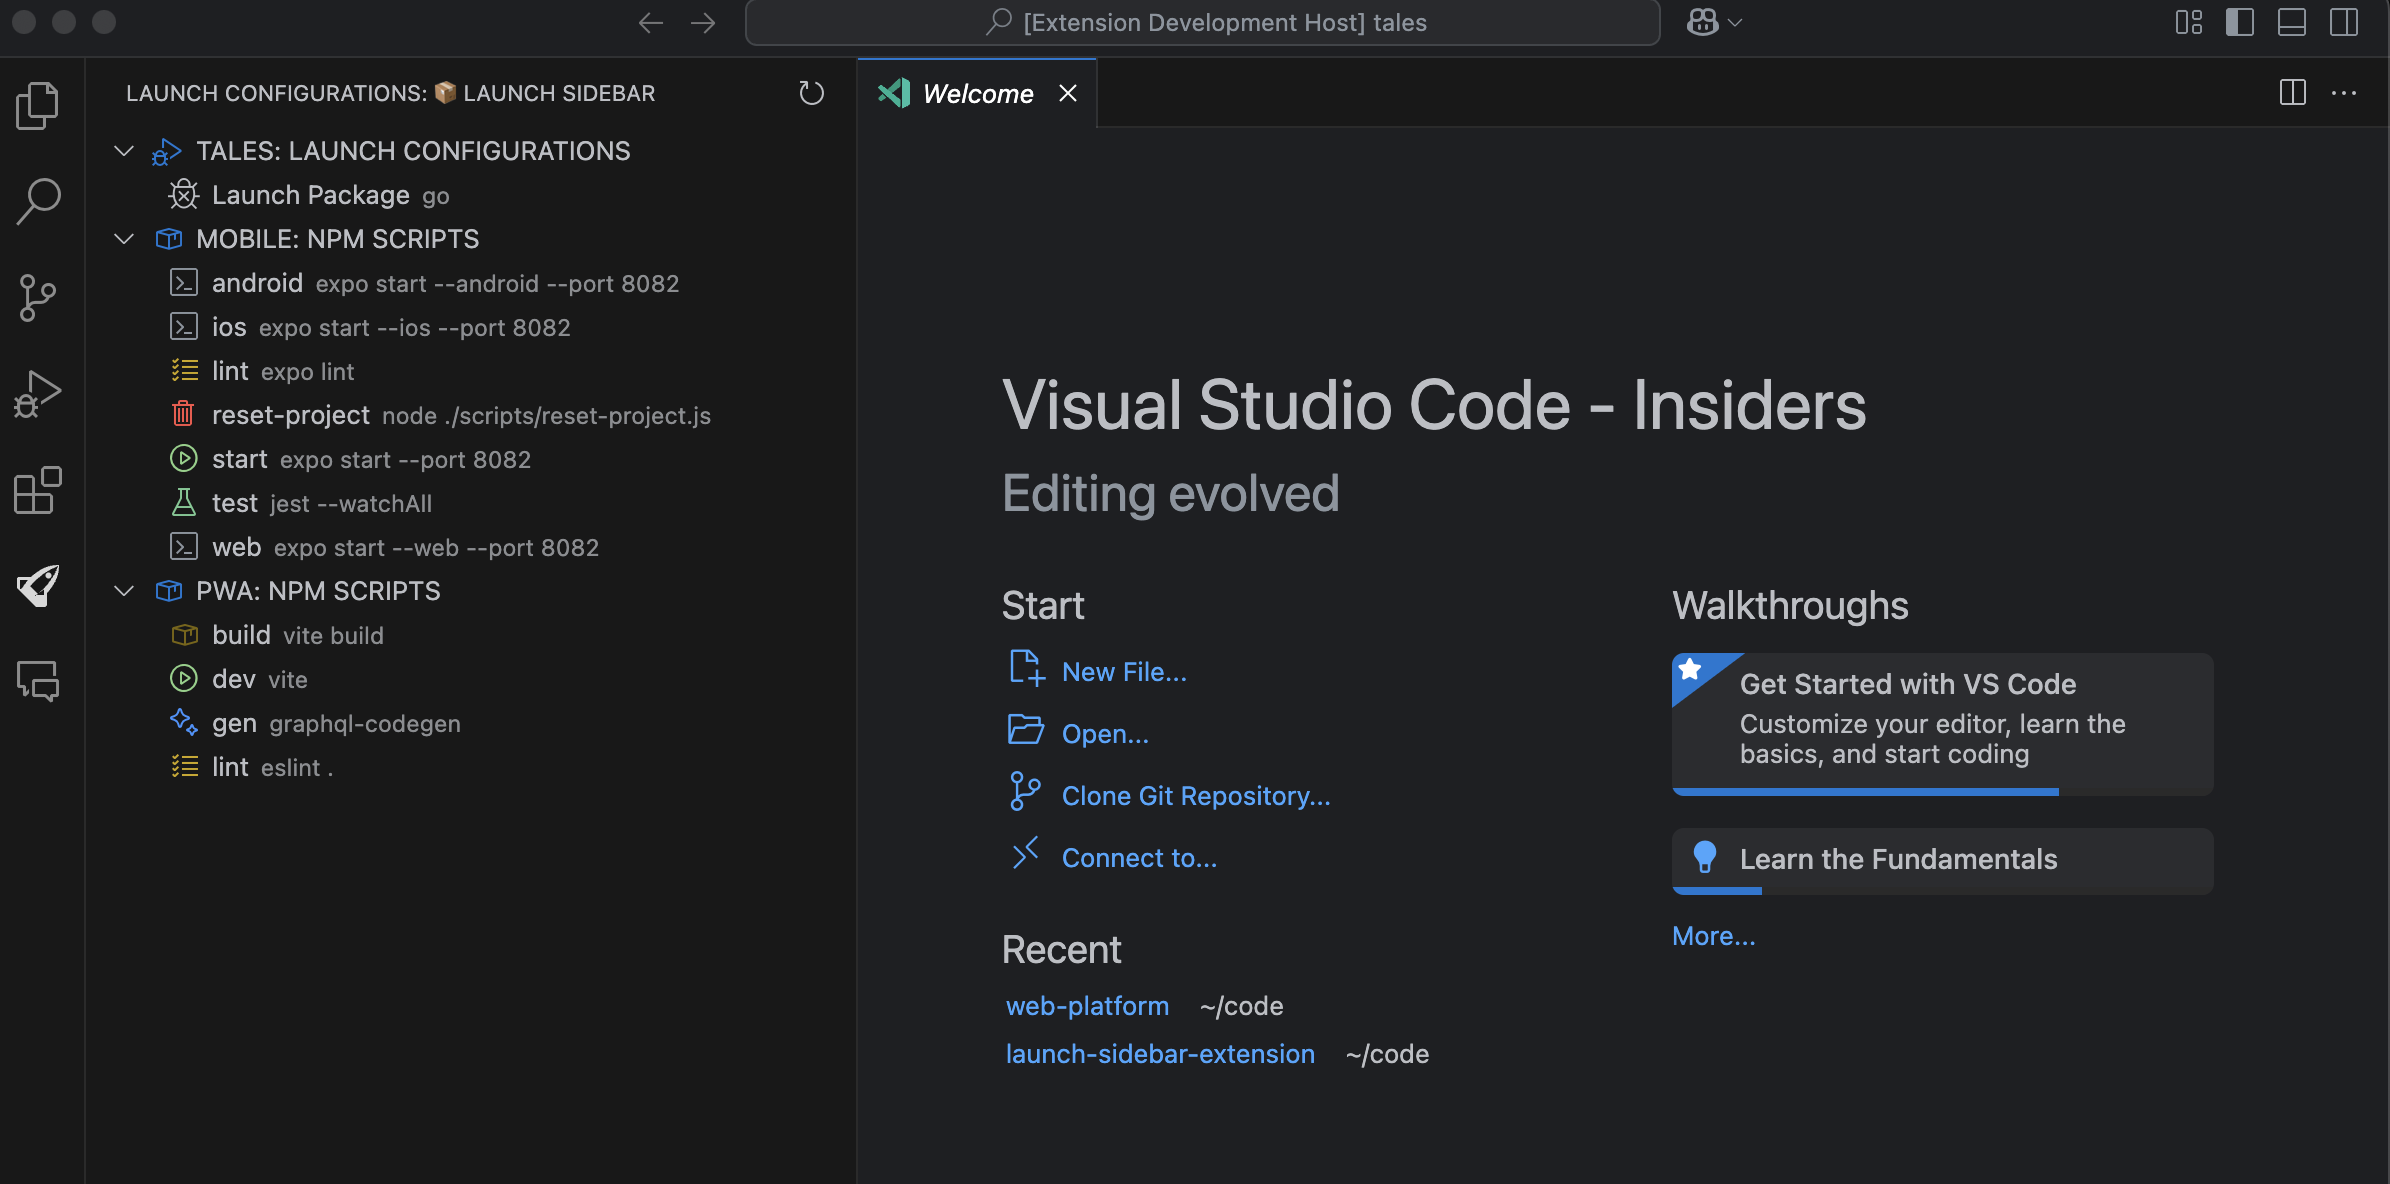 [Extension Development Host] tales
LAUNCH CONFIGURATIONS: 📦 LAUNCH SIDEBAR
TALES: LAUNCH CONFIGURATIONS
Launch Package go
MOBILE: NPM SCRIPTS
android expo start --android --port 8082
ios expo start --ios --port 8082
lint expo lint
reset-project node ./scripts/reset-project.js
start expo start --port 8082
test jest --watchAll
web expo start --web --port 8082
PWA: NPM SCRIPTS
build vite build
dev vite
gen graphql-codegen
lint eslint .
Welcome
Visual Studio Code - Insiders
Editing evolved
Start
New File...
Open...
Clone Git Repository...
Connect to...
Recent
web-platform ~/code
launch-sidebar-extension ~/code
Walkthroughs
Get Started with VS Code
Customize your editor, learn the
basics, and start coding
Learn the Fundamentals
More...